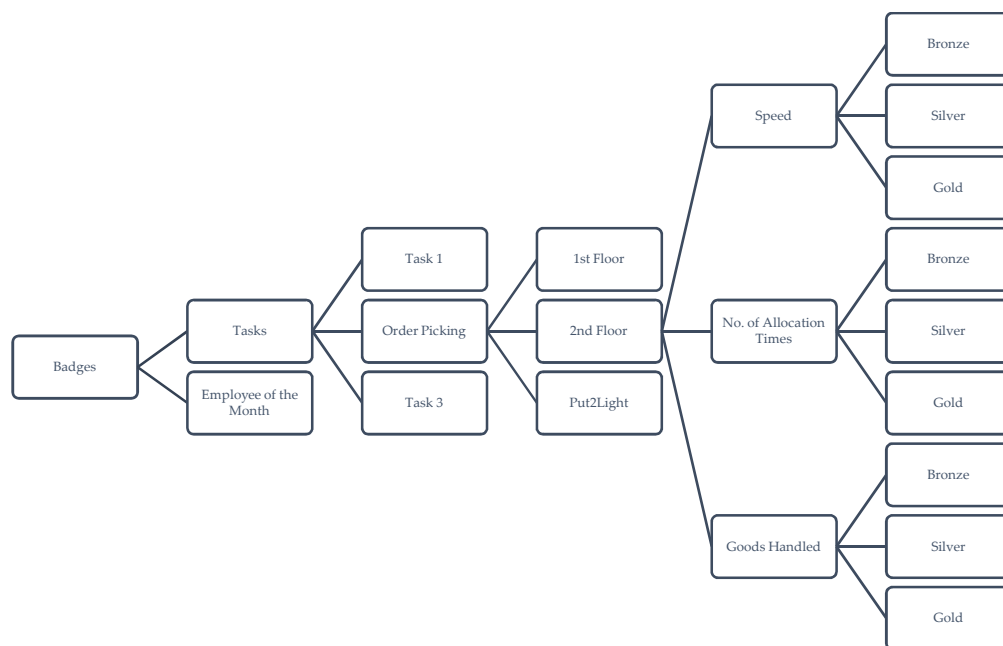 Badges
Tasks
Employee of the
Month
Task 1
Order Picking
Task 3
1st Floor
2nd Floor
Put2Light
Speed
No. of Allocation
Times
Goods Handled
Bronze
Silver
Gold
Bronze
Silver
Gold
Bronze
Silver
Gold